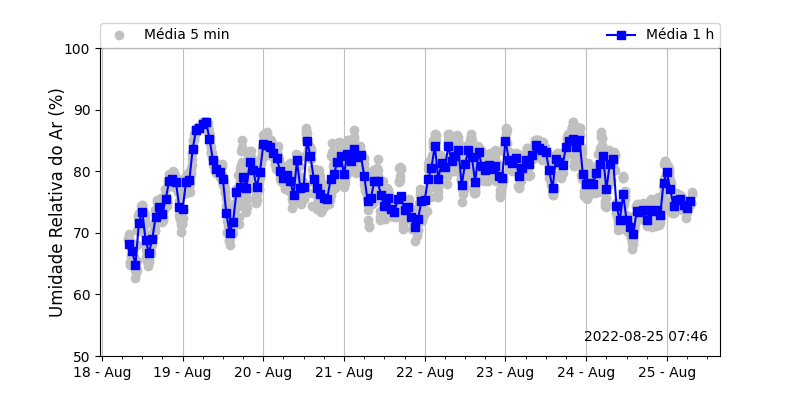 Média 5 min
Média 1 h
Umidade Relativa do Ar (%)
100
90
80
70
60
50
2022-08-25 07:46
18 - Aug
19 - Aug
20 - Aug
21 - Aug
22 - Aug
23 - Aug
24 - Aug
25 - Aug